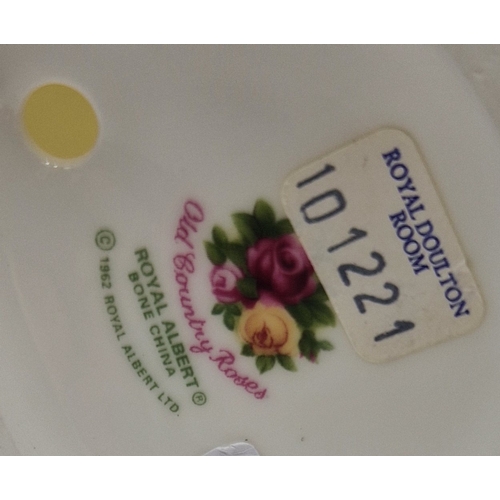 Old Country Roses
ROYAL ALBERT®
BONE CHINA
© 1962 ROYAL ALBERT LTD.
ROYAL DOULTON
ROOM
101221